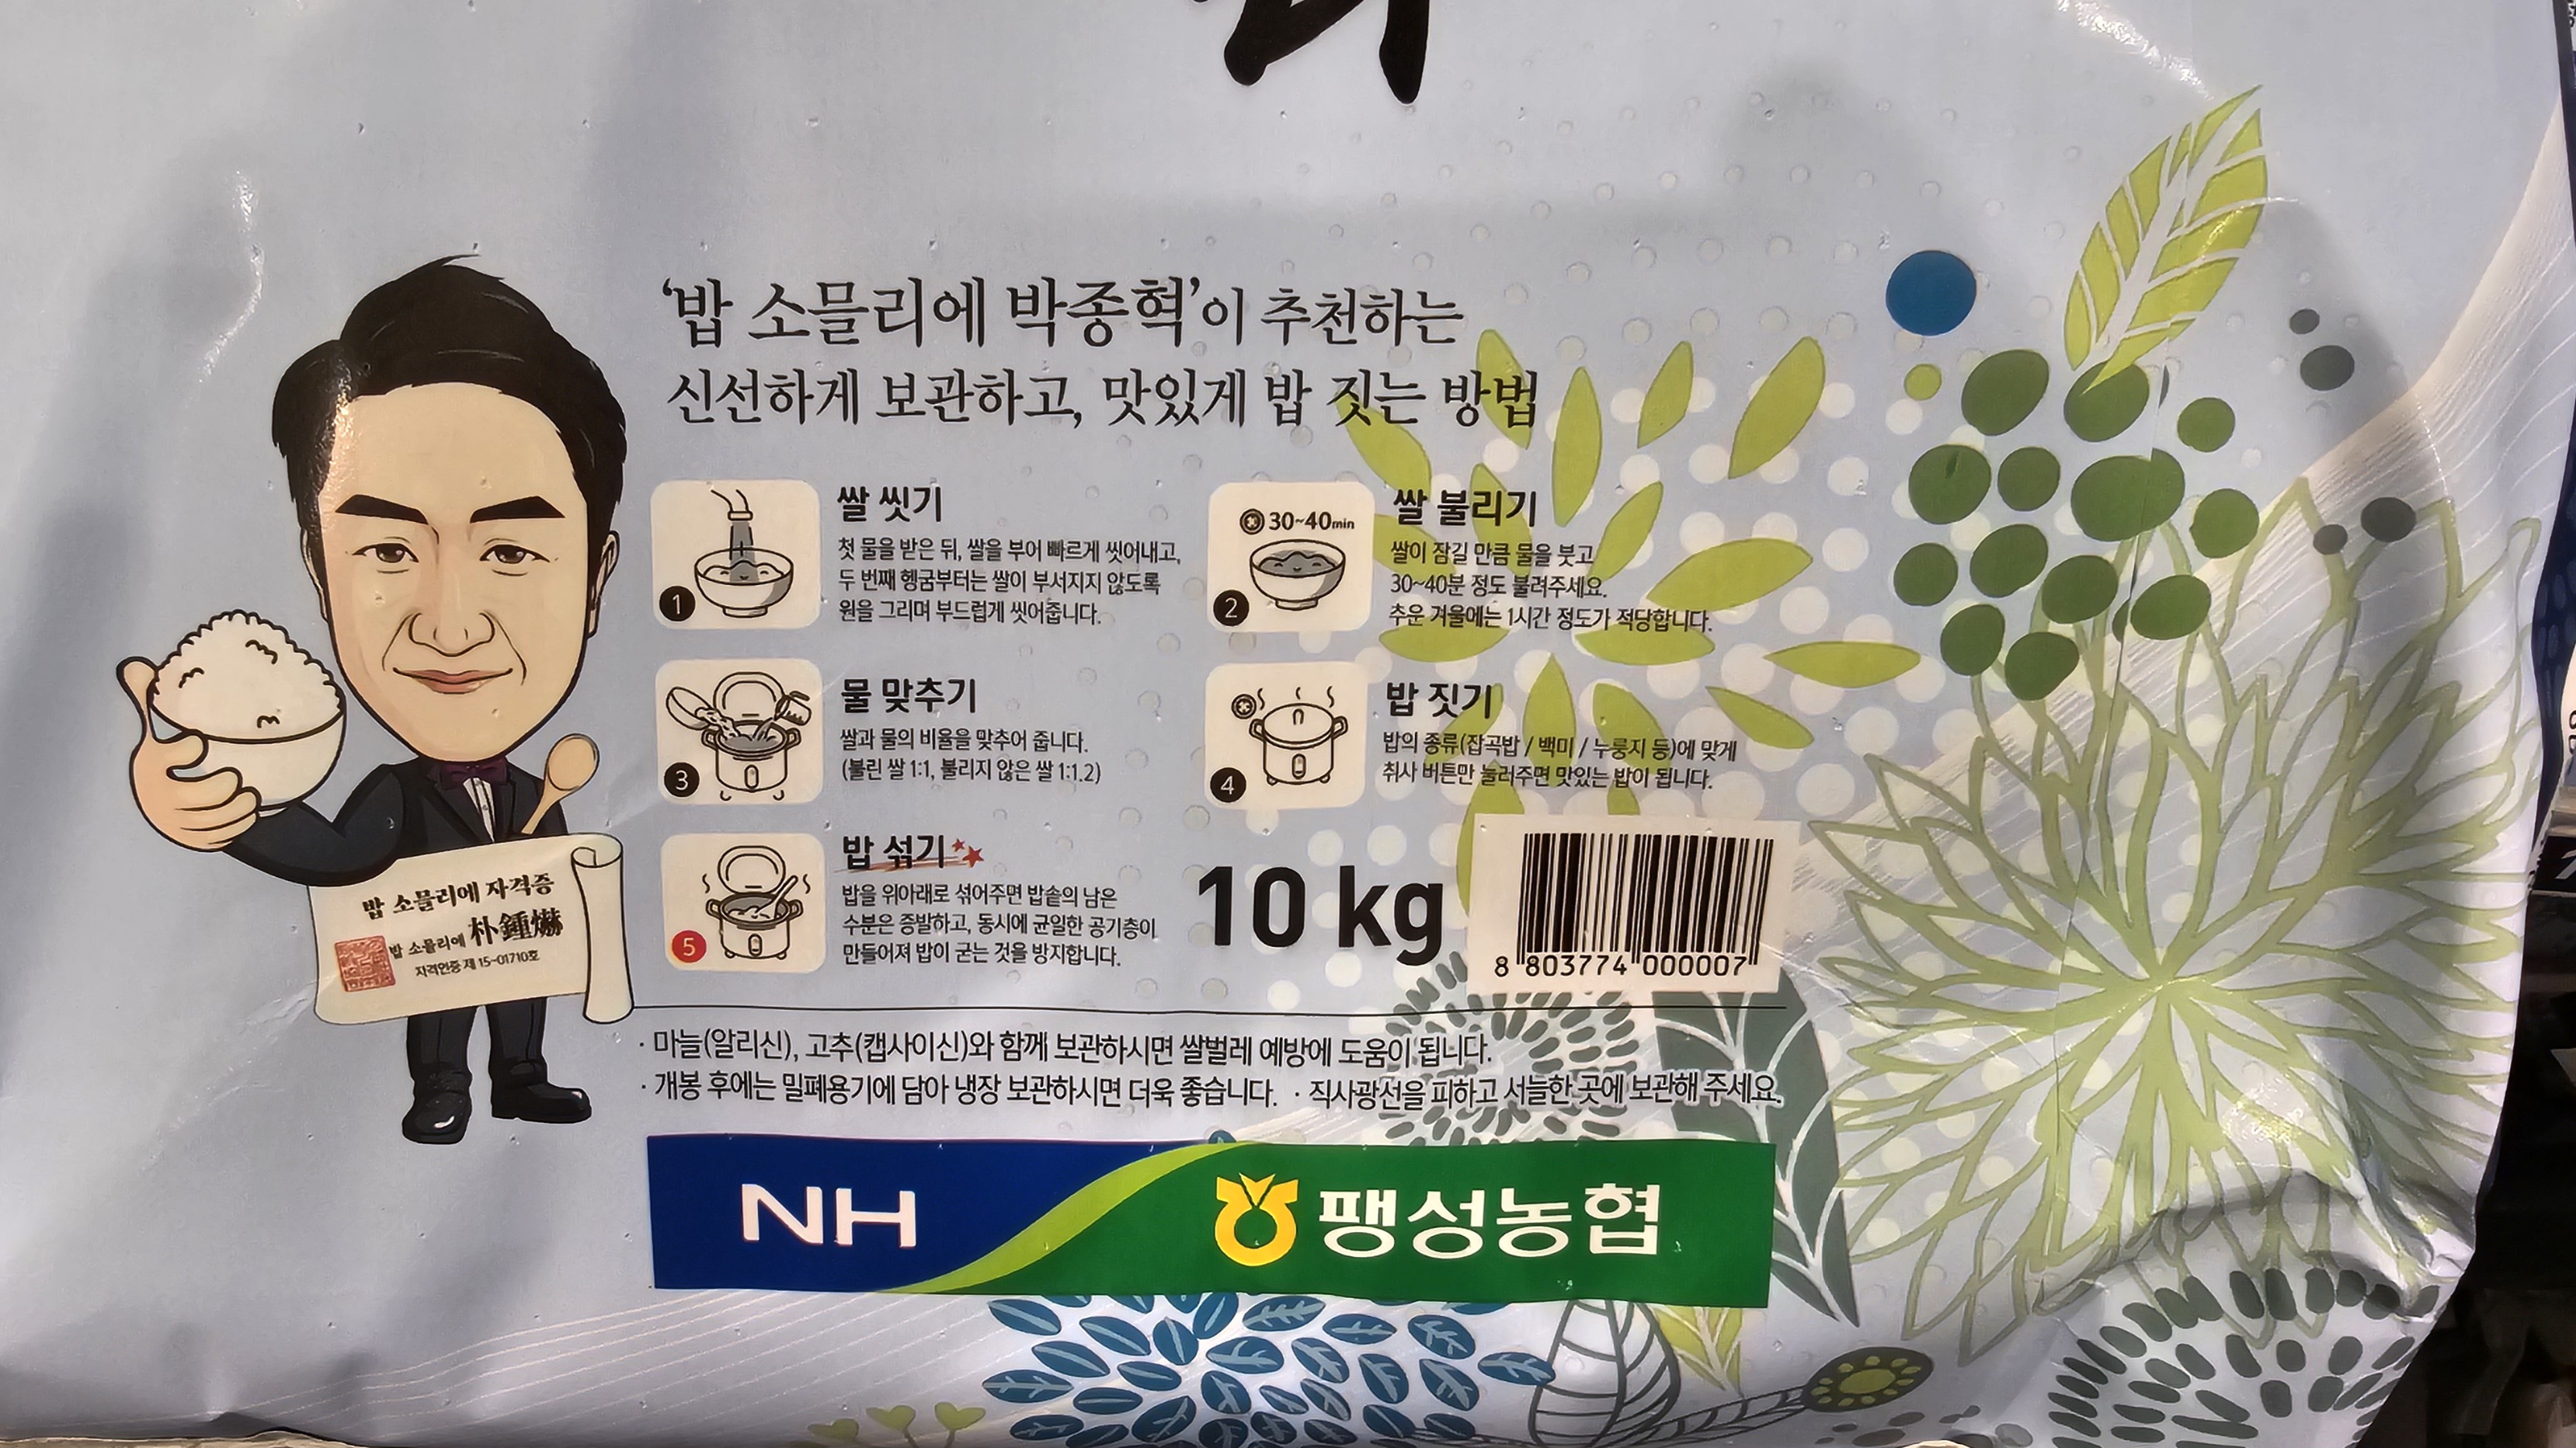 '밥 소믈리에 박종혁'이 추천하는
신선하게 보관하고, 맛있게 밥 짓는 방법
쌀 씻기
첫 물을 받은 뒤, 쌀을 부어 빠르게 씻어내고,
두 번째 헹굼부터는 쌀이 부서지지 않도록
원을 그리며 부드럽게 씻어줍니다.
1
30~40min
2
쌀 불리기
쌀이 잠길 만큼 물을 붓고
30~40분 정도 불려주세요.
추운 겨울에는 1시간 정도가 적당합니다.
3
물 맞추기
쌀과 물의 비율을 맞추어 줍니다.
(불린 쌀 1:1, 불리지 않은 쌀 1:1.2)
4
밥 짓기
밥의 종류(잡곡밥 / 백미 / 누룽지 등)에 맞게
취사 버튼만 눌러주면 맛있는 밥이 됩니다.
5
밥 섞기
밥을 위아래로 섞어주면 밥솥의 남은
수분은 증발하고, 동시에 균일한 공기층이
만들어져 밥이 굳는 것을 방지합니다.
10 kg
8 803774 000007
밥 소믈리에 자격증
밥 소믈리에 朴鍾爀
자격인증 제 15-01710호
· 마늘(알리신), 고추(캡사이신)와 함께 보관하시면 쌀벌레 예방에 도움이 됩니다.
· 개봉 후에는 밀폐용기에 담아 냉장 보관하시면 더욱 좋습니다. · 직사광선을 피하고 서늘한 곳에 보관해 주세요.
NH 팽성농협